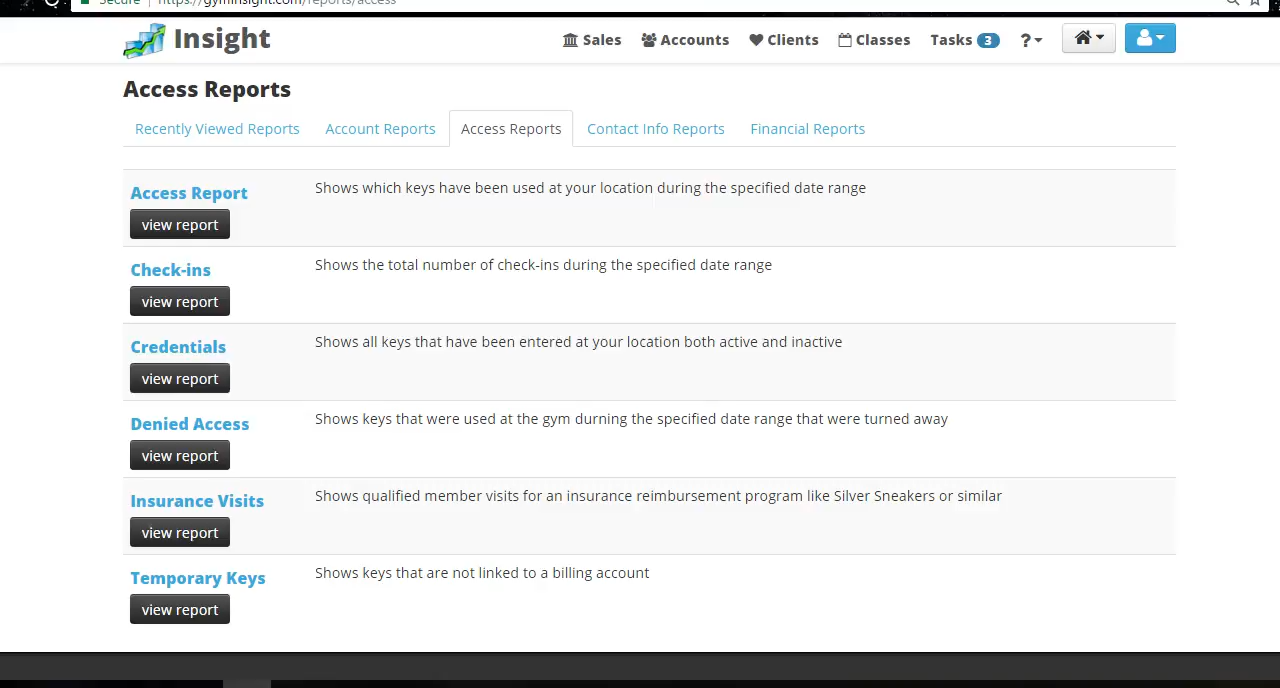 Secure | https://gyminsight.com/reports/access
Insight
Sales Accounts Clients Classes Tasks 3 ?
Access Reports
Recently Viewed Reports Account Reports Access Reports Contact Info Reports Financial Reports
Access Report Shows which keys have been used at your location during the specified date range
view report
Check-ins Shows the total number of check-ins during the specified date range
view report
Credentials Shows all keys that have been entered at your location both active and inactive
view report
Denied Access Shows keys that were used at the gym durning the specified date range that were turned away
view report
Insurance Visits Shows qualified member visits for an insurance reimbursement program like Silver Sneakers or similar
view report
Temporary Keys Shows keys that are not linked to a billing account
view report